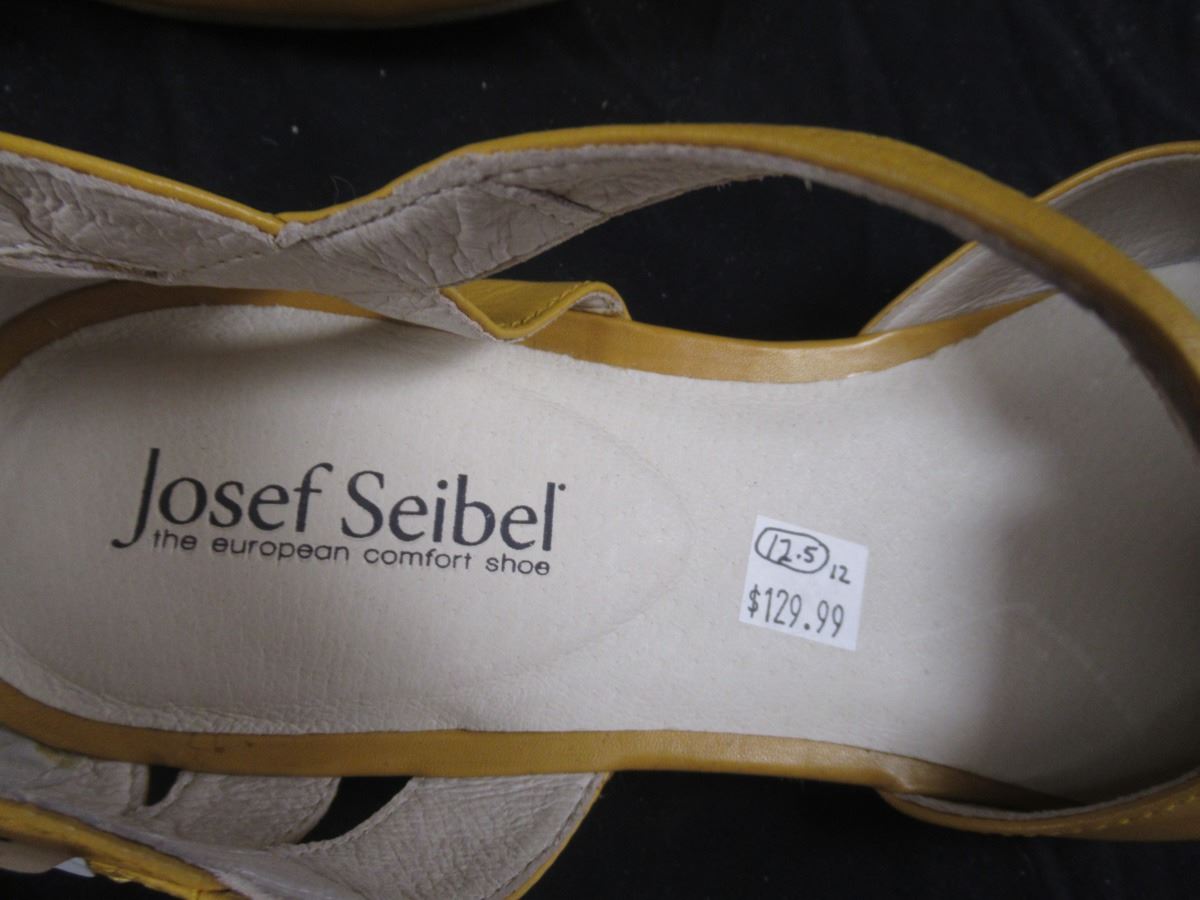 Josef Seibel
the european comfort shoe
12.5 12
$129.99